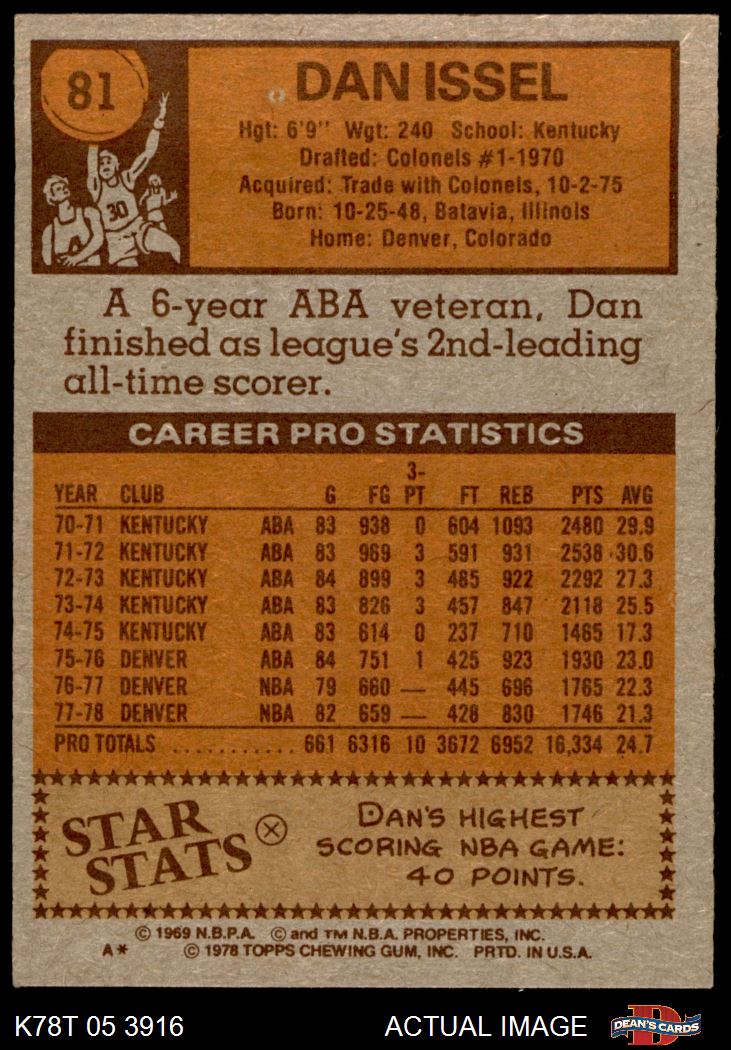 81
DAN ISSEL
Hgt: 6'9" Wgt: 240 School: Kentucky
Drafted: Colonels #1-1970
Acquired: Trade with Colonels, 10-2-75
Born: 10-25-48, Batavia, Illinois
Home: Denver, Colorado
30
A 6-year ABA veteran, Dan
finished as league's 2nd-leading
all-time scorer.
CAREER PRO STATISTICS
YEAR CLUB G FG 3-PT FT REB PTS AVG
70-71 KENTUCKY ABA 83 938 0 604 1093 2480 29.9
71-72 KENTUCKY ABA 83 969 3 591 931 2538 30.6
72-73 KENTUCKY ABA 84 899 3 485 922 2292 27.3
73-74 KENTUCKY ABA 83 826 3 457 847 2118 25.5
74-75 KENTUCKY ABA 83 614 0 237 710 1465 17.3
75-76 DENVER ABA 84 751 1 425 923 1930 23.0
76-77 DENVER NBA 79 660 — 445 696 1765 22.3
77-78 DENVER NBA 82 659 — 428 830 1746 21.3
PRO TOTALS ........... 661 6316 10 3672 6952 16,334 24.7
STAR
STATS
DAN'S HIGHEST
SCORING NBA GAME:
40 POINTS.
© 1969 N.B.P.A. © and TM N.B.A. PROPERTIES, INC.
A* © 1978 TOPPS CHEWING GUM, INC. PRTD. IN U.S.A.
K78T 05 3916 ACTUAL IMAGE DEAN'S CARDS